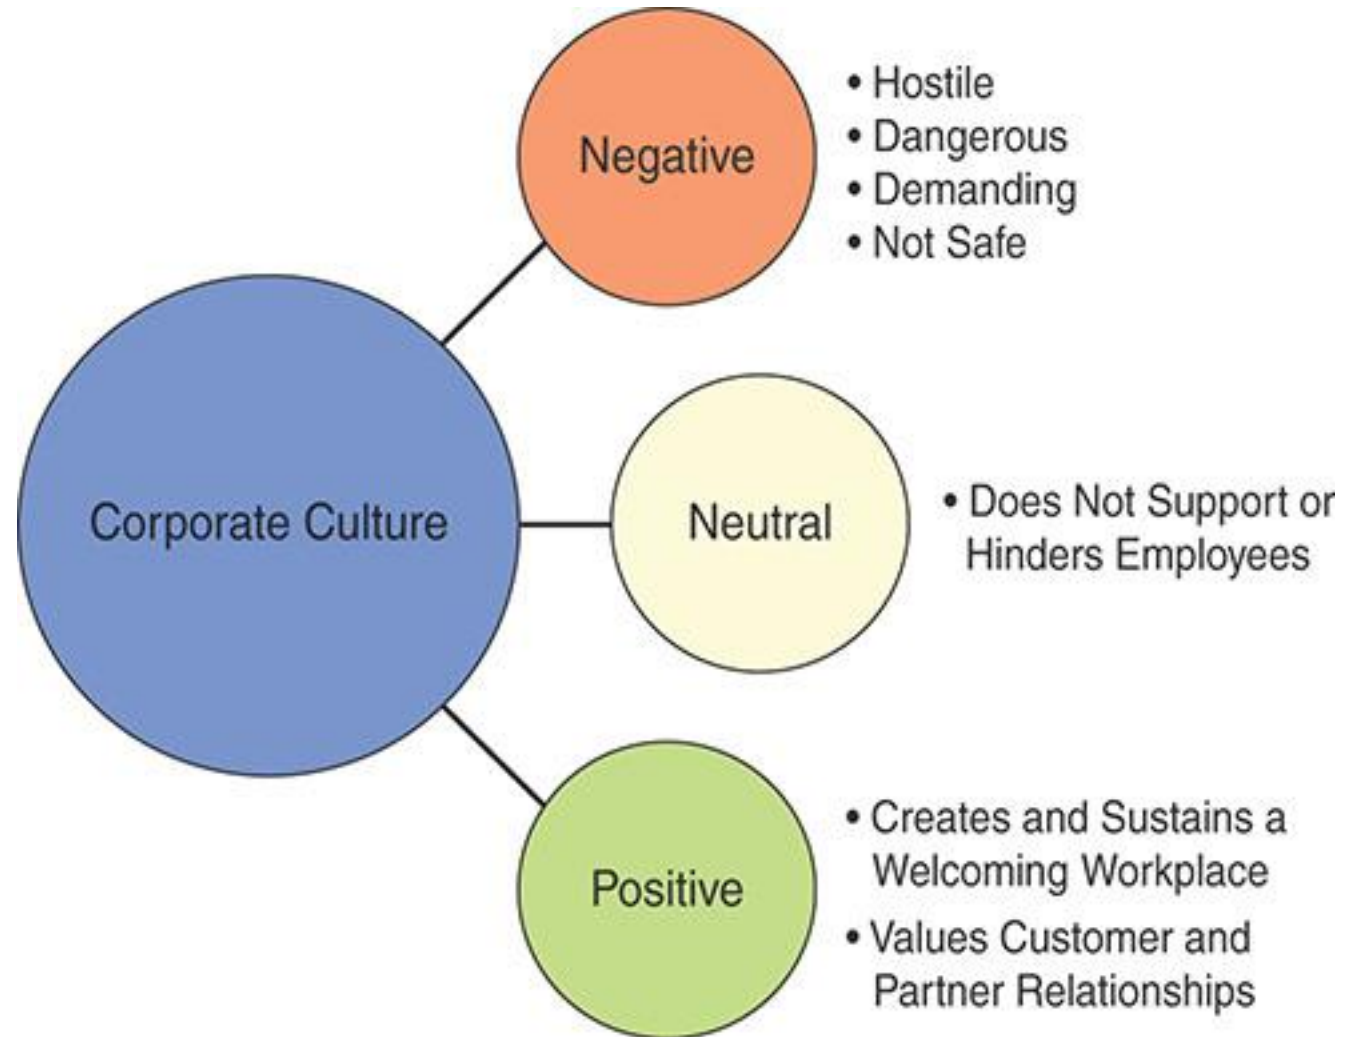 Negative
• Hostile
• Dangerous
• Demanding
• Not Safe
Corporate Culture
Neutral
• Does Not Support or
Hinders Employees
Positive
• Creates and Sustains a
Welcoming Workplace
• Values Customer and
Partner Relationships